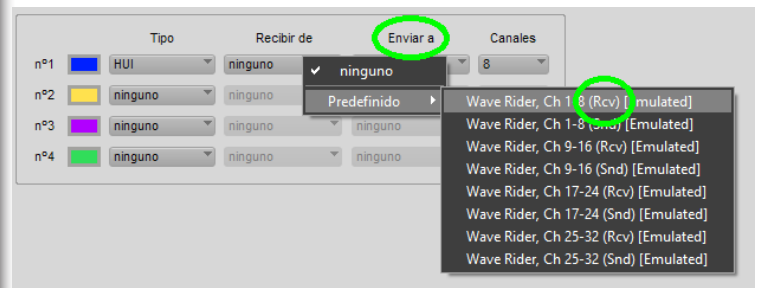 Tipo Recibir de Enviar a Canales
nº1 HUI ninguno 8
✓ ninguno
nº2 ninguno ninguno Predefinido
Wave Rider, Ch 1-8 (Rcv) [Emulated]
nº3 ninguno ninguno ninguno
Wave Rider, Ch 1-8 (Snd) [Emulated]
Wave Rider, Ch 9-16 (Rcv) [Emulated]
nº4 ninguno ninguno ninguno
Wave Rider, Ch 9-16 (Snd) [Emulated]
Wave Rider, Ch 17-24 (Rcv) [Emulated]
Wave Rider, Ch 17-24 (Snd) [Emulated]
Wave Rider, Ch 25-32 (Rcv) [Emulated]
Wave Rider, Ch 25-32 (Snd) [Emulated]